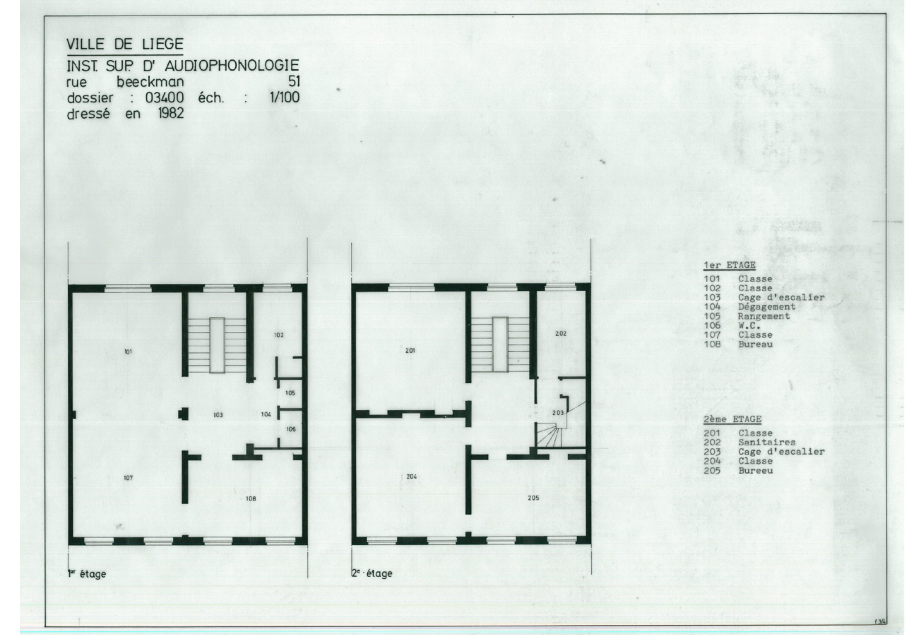 VILLE DE LIEGE
INST. SUP. D' AUDIOPHONOLOGIE
rue beeckman 51
dossier : 03400 éch. : 1/100
dressé en 1982
1er ETAGE
101 Classe
102 Classe
103 Cage d'escalier
104 Dégagement
105 Rangement
106 W.C.
107 Classe
108 Bureau
2ème ETAGE
201 Classe
202 Sanitaires
203 Cage d'escalier
204 Classe
205 Bureeu
101
102
103
104
105
106
107
108
1er étage
201
202
203
204
205
2e étage